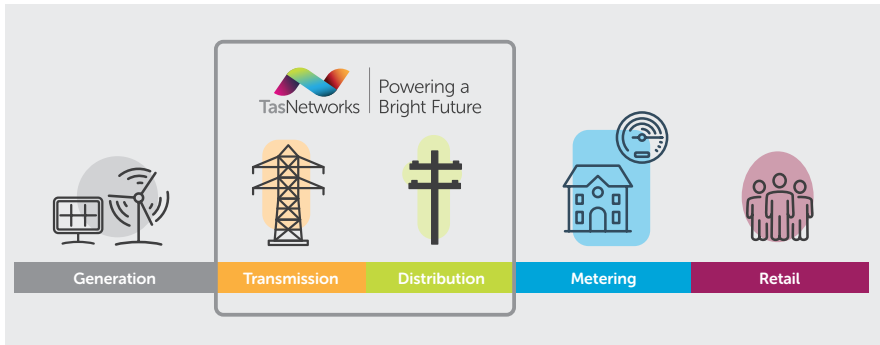 TasNetworks
Powering a
Bright Future
Generation
Transmission
Distribution
Metering
Retail